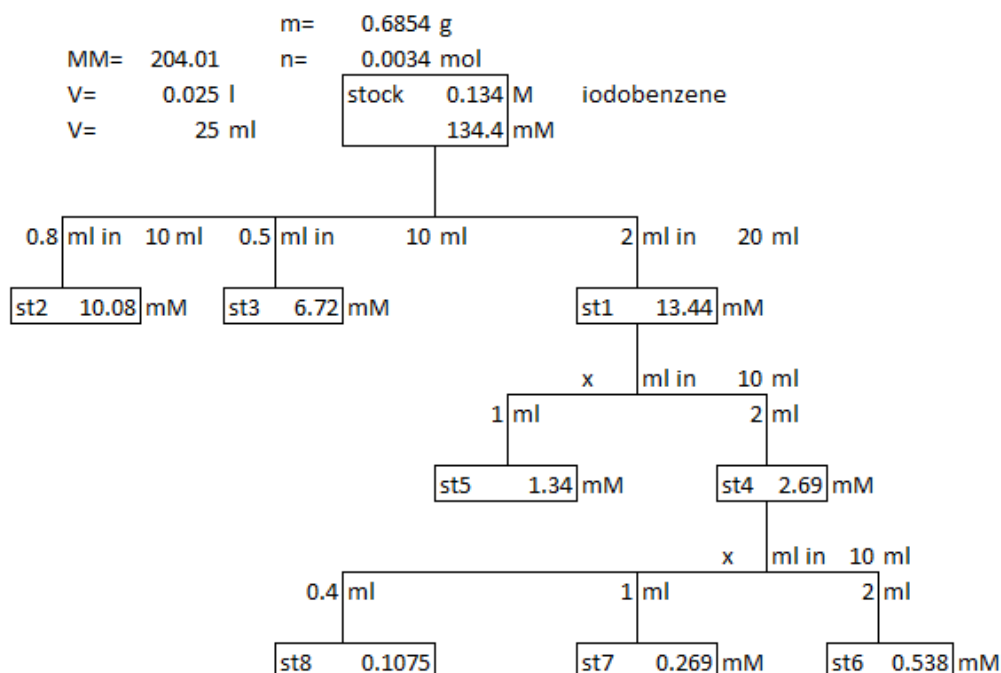 m= 0.6854 g
MM= 204.01 n= 0.0034 mol
V= 0.025 l stock 0.134 M iodobenzene
V= 25 ml 134.4 mM
0.8 ml in 10 ml 0.5 ml in 10 ml 2 ml in 20 ml
st2 10.08 mM st3 6.72 mM st1 13.44 mM
x ml in 10 ml
1 ml 2 ml
st5 1.34 mM st4 2.69 mM
x ml in 10 ml
0.4 ml 1 ml 2 ml
st8 0.1075 st7 0.269 mM st6 0.538 mM